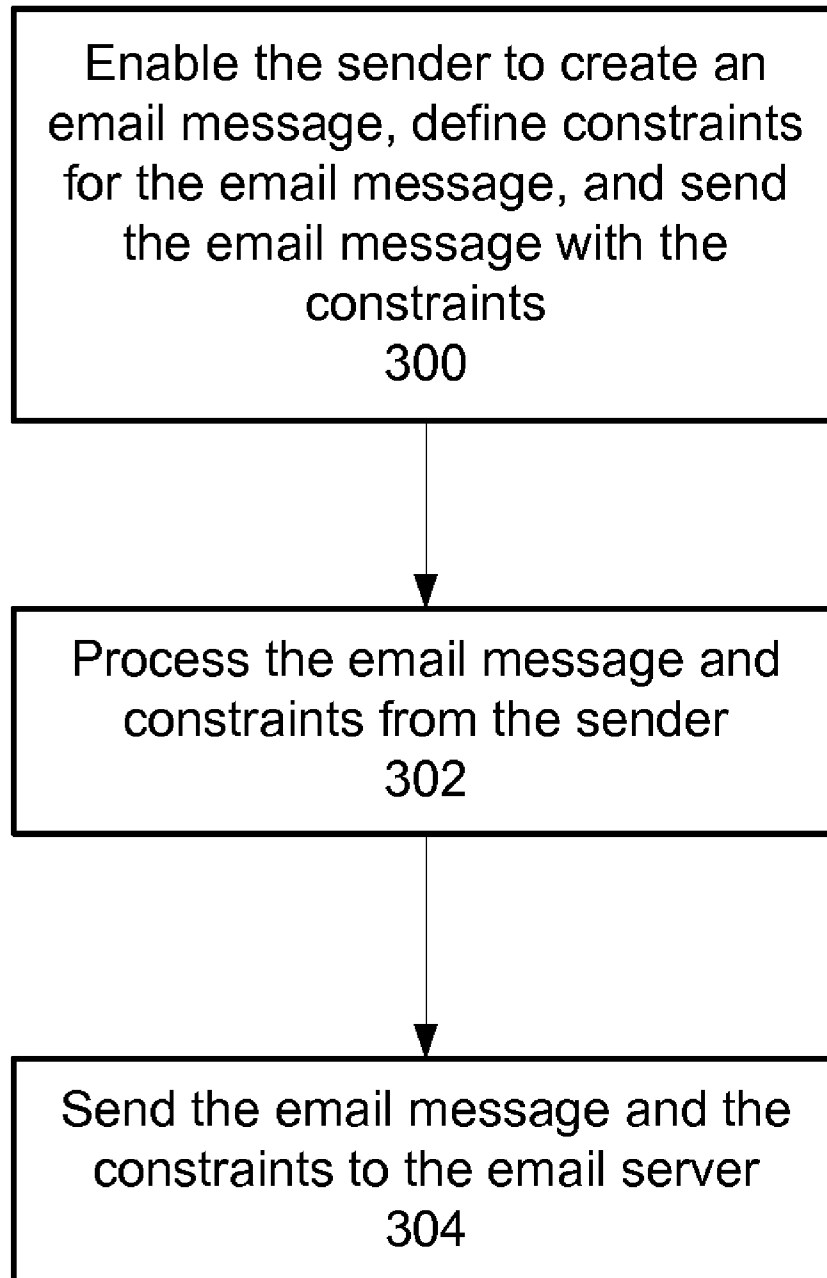 Enable the sender to create an
email message, define constraints
for the email message, and send
the email message with the
constraints
300
Process the email message and
constraints from the sender
302
Send the email message and the
constraints to the email server
304